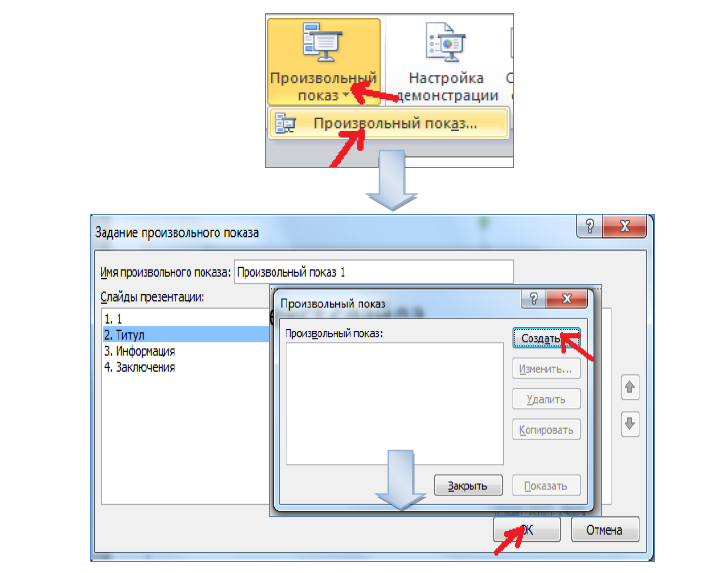 Произвольный
показ
Настройка
демонстрации
Произвольный показ...
Задание произвольного показа
Имя произвольного показа: Произвольный показ 1
Слайды презентации:
1. 1
2. Титул
3. Информация
4. Заключения
Произвольный показ
Произвольный показ:
Создать...
Изменить...
Удалить
Копировать
Закрыть
Показать
ОК
Отмена